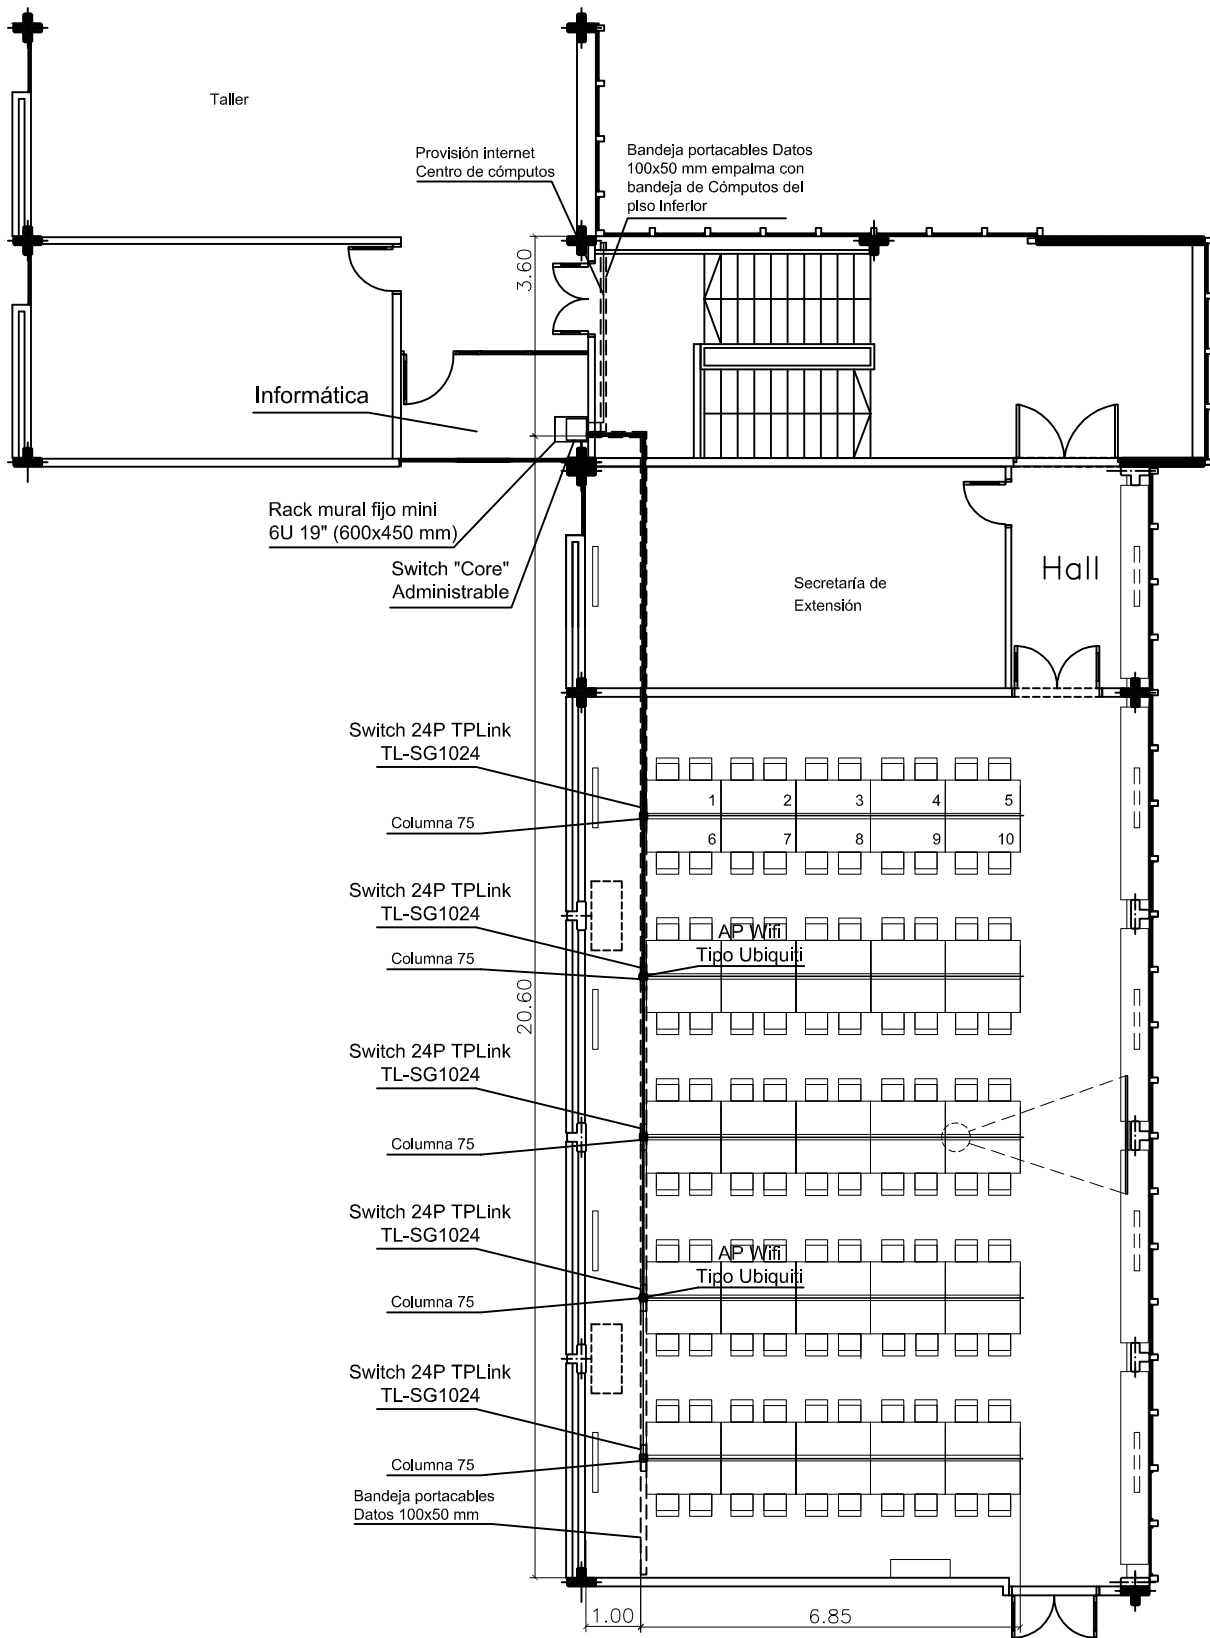 Taller
Provisión internet
Centro de cómputos
Bandeja portacables Datos
100x50 mm empalma con
bandeja de Cómputos del
piso Inferior
3.60
Informática
Rack mural fijo mini
6U 19" (600x450 mm)
Switch "Core"
Administrable
Secretaría de
Extensión
Hall
Switch 24P TPLink
TL-SG1024
Columna 75
1 2 3 4 5
6 7 8 9 10
Switch 24P TPLink
TL-SG1024
Columna 75
AP Wifi
Tipo Ubiquiti
20.60
Switch 24P TPLink
TL-SG1024
Columna 75
Switch 24P TPLink
TL-SG1024
Columna 75
AP Wifi
Tipo Ubiquiti
Switch 24P TPLink
TL-SG1024
Columna 75
Bandeja portacables
Datos 100x50 mm
1.00
6.85